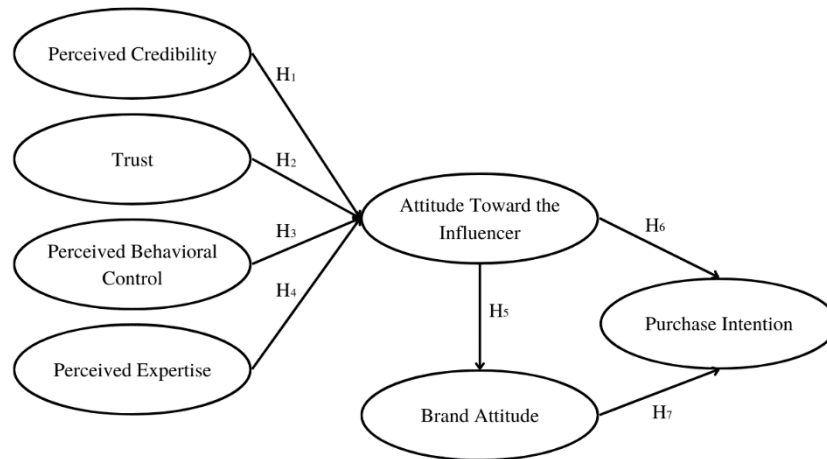 Perceived Credibility
H₁
Trust
H₂
Perceived Behavioral
Control
H₃
Perceived Expertise
H₄
Attitude Toward the
Influencer
H₅
H₆
Brand Attitude
H₇
Purchase Intention